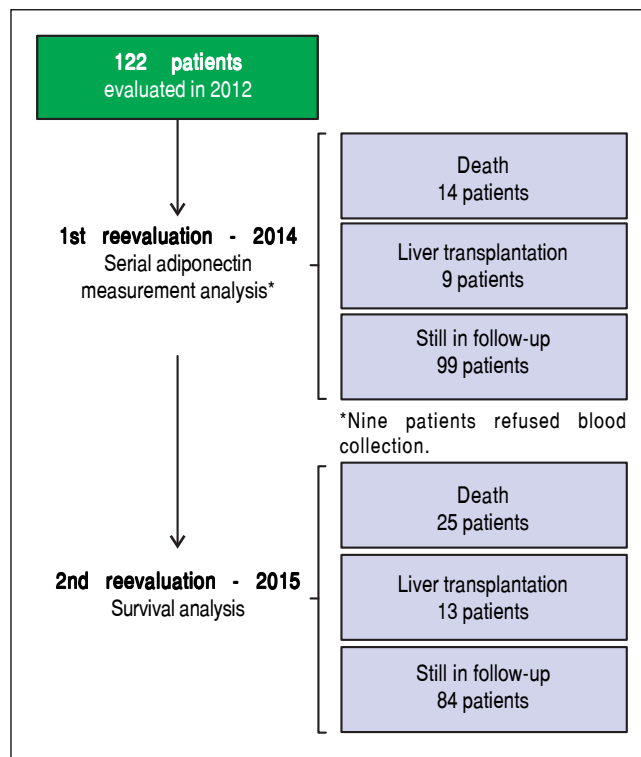 122 patients
evaluated in 2012
Death
14 patients
1st reevaluation - 2014
Serial adiponectin
measurement analysis*
Liver transplantation
9 patients
Still in follow-up
99 patients
*Nine patients refused blood
collection.
Death
25 patients
2nd reevaluation - 2015
Survival analysis
Liver transplantation
13 patients
Still in follow-up
84 patients